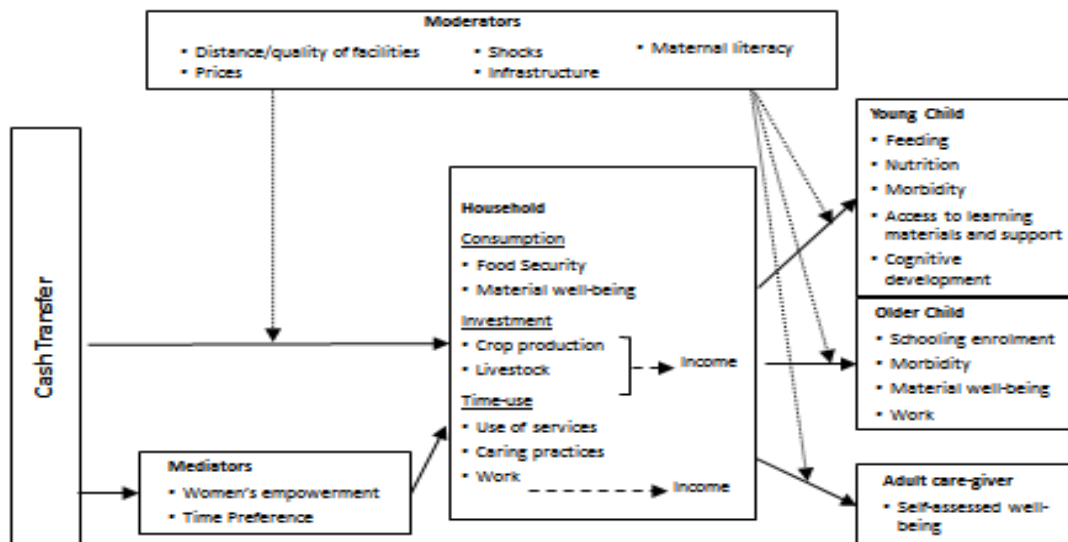 Moderators
▪ Distance/quality of facilities
▪ Prices
▪ Shocks
▪ Infrastructure
▪ Maternal literacy
Cash Transfer
Mediators
▪ Women's empowerment
▪ Time Preference
Household
Consumption
▪ Food Security
▪ Material well-being
Investment
▪ Crop production
▪ Livestock
Income
Time-use
▪ Use of services
▪ Caring practices
▪ Work
Income
Young Child
▪ Feeding
▪ Nutrition
▪ Morbidity
▪ Access to learning
materials and support
▪ Cognitive
development
Older Child
▪ Schooling enrolment
▪ Morbidity
▪ Material well-being
▪ Work
Adult care-giver
▪ Self-assessed well-
being